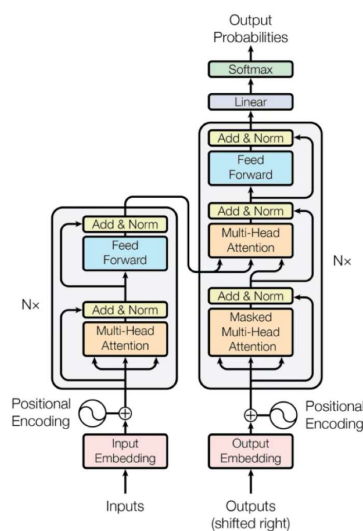 Output
Probabilities
Softmax
Linear
Add & Norm
Feed
Forward
Add & Norm
Multi-Head
Attention
Add & Norm
Masked
Multi-Head
Attention
N×
Positional
Encoding
Output
Embedding
Outputs
(shifted right)
Add & Norm
Feed
Forward
N×
Add & Norm
Multi-Head
Attention
Positional
Encoding
Input
Embedding
Inputs